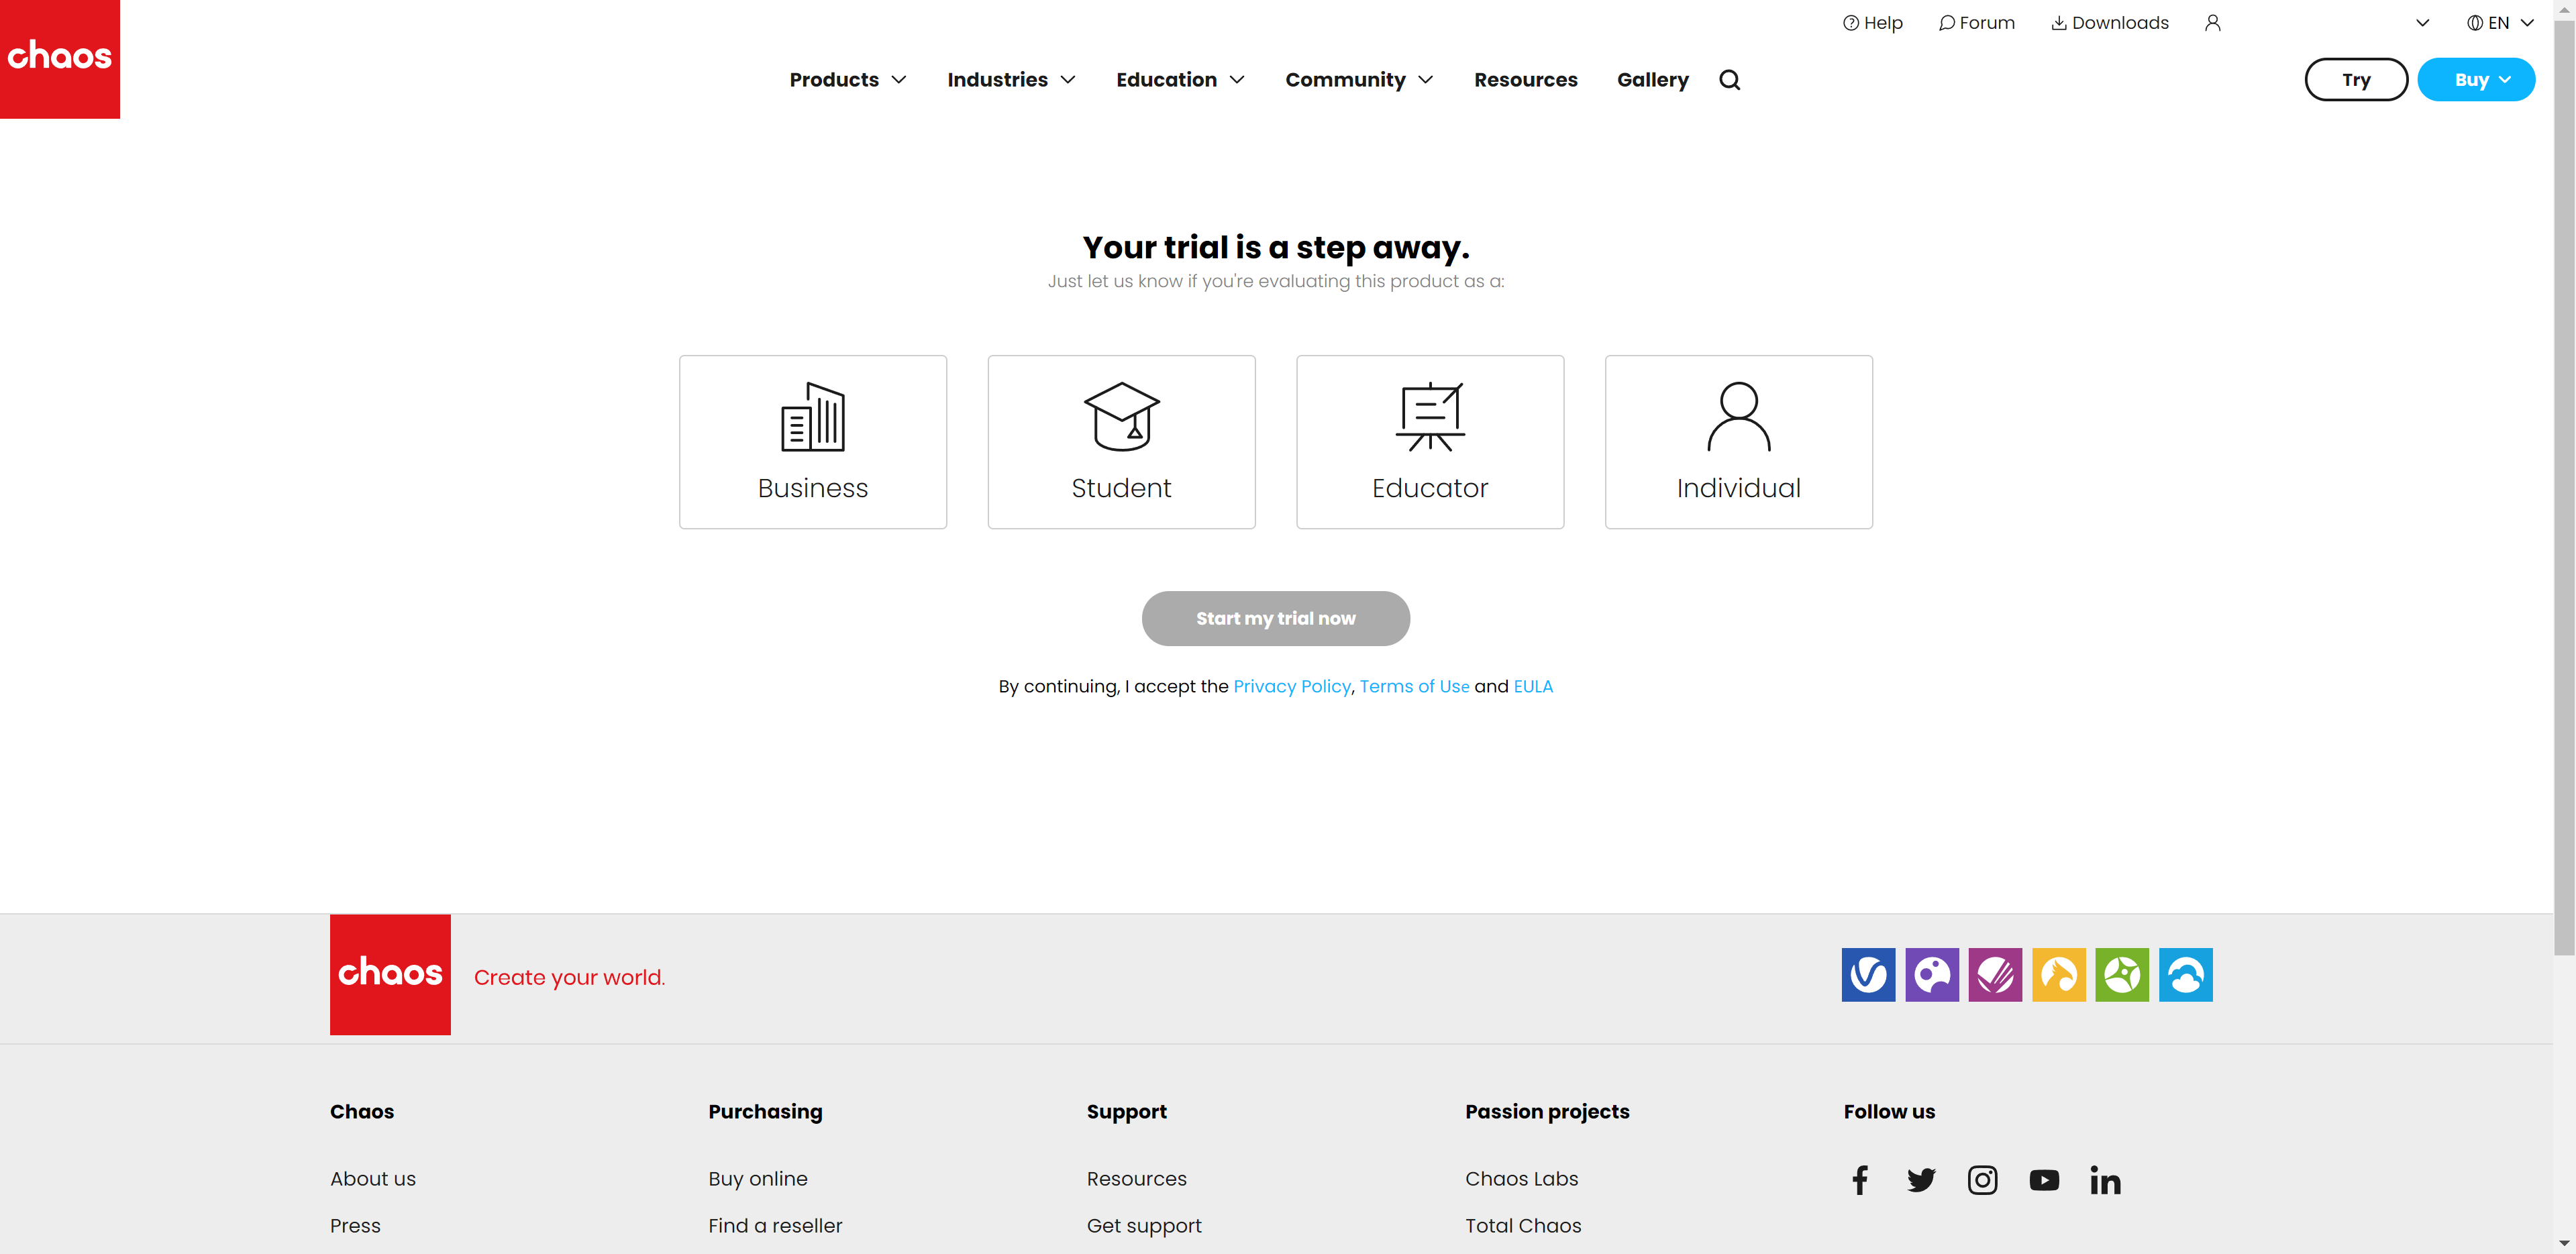 chaos
Help Forum Downloads EN
Products Industries Education Community Resources Gallery
Try Buy
Your trial is a step away.
Just let us know if you're evaluating this product as a:
Business Student Educator Individual
Start my trial now
By continuing, I accept the Privacy Policy, Terms of Use and EULA
chaos
Create your world.
Chaos Purchasing Support Passion projects Follow us
About us Buy online Resources Chaos Labs
Press Find a reseller Get support Total Chaos